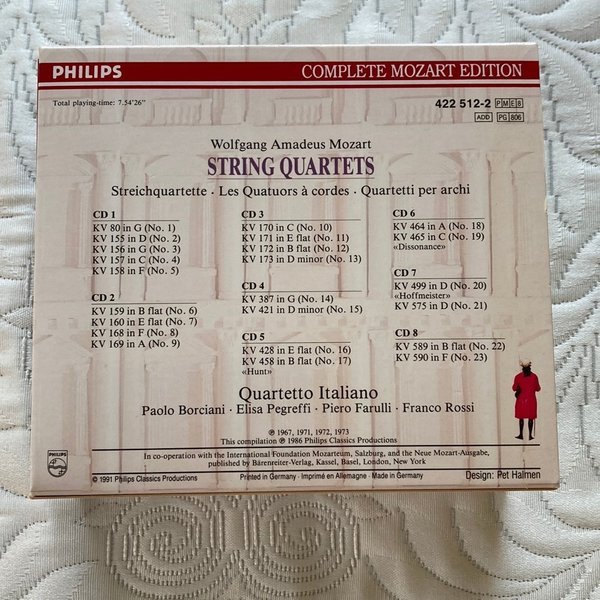 PHILIPS
COMPLETE MOZART EDITION
Total playing-time: 7.54'26"
422 512-2 PME8
ADD PG 806
Wolfgang Amadeus Mozart
STRING QUARTETS
Streichquartette · Les Quatuors à cordes · Quartetti per archi
CD 1
KV 80 in G (No. 1)
KV 155 in D (No. 2)
KV 156 in G (No. 3)
KV 157 in C (No. 4)
KV 158 in F (No. 5)
CD 2
KV 159 in B flat (No. 6)
KV 160 in E flat (No. 7)
KV 168 in F (No. 8)
KV 169 in A (No. 9)
CD 3
KV 170 in C (No. 10)
KV 171 in E flat (No. 11)
KV 172 in B flat (No. 12)
KV 173 in D minor (No. 13)
CD 4
KV 387 in G (No. 14)
KV 421 in D minor (No. 15)
CD 5
KV 428 in E flat (No. 16)
KV 458 in B flat (No. 17)
«Hunt»
CD 6
KV 464 in A (No. 18)
KV 465 in C (No. 19)
«Dissonance»
CD 7
KV 499 in D (No. 20)
«Hoffmeister»
KV 575 in D (No. 21)
CD 8
KV 589 in B flat (No. 22)
KV 590 in F (No. 23)
Quartetto Italiano
Paolo Borciani · Elisa Pegreffi · Piero Farulli · Franco Rossi
℗ 1967, 1971, 1972, 1973
This compilation ℗ 1986 Philips Classics Productions
In co-operation with the International Foundation Mozarteum, Salzburg, and the Neue Mozart-Ausgabe,
published by Bärenreiter-Verlag, Kassel, Basel, London, New York
PHILIPS
© 1991 Philips Classics Productions
Printed in Germany · Imprimé en Allemagne · Made in Germany
Design: Pet Halmen